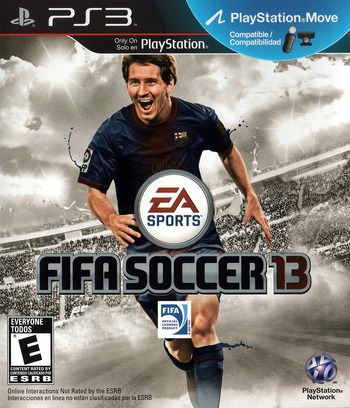 PS3
Only On
Solo en
PlayStation®
PlayStation®Move
Compatible /
Compatibilidad
EA
SPORTS™
FIFA SOCCER 13
FIFA
OFFICIAL
LICENSED
PRODUCT
EVERYONE
TODOS
E
CONTENT RATED BY
CONTENIDO CALIFICADO POR
ESRB
Online Interactions Not Rated by the ESRB
Interacciones en línea no están clasificadas por la ESRB
PlayStation®
Network